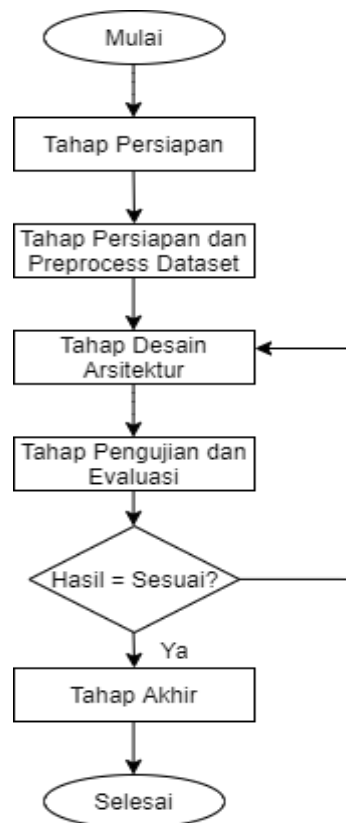 Mulai
Tahap Persiapan
Tahap Persiapan dan
Preprocess Dataset
Tahap Desain
Arsitektur
Tahap Pengujian dan
Evaluasi
Hasil = Sesuai?
Ya
Tahap Akhir
Selesai